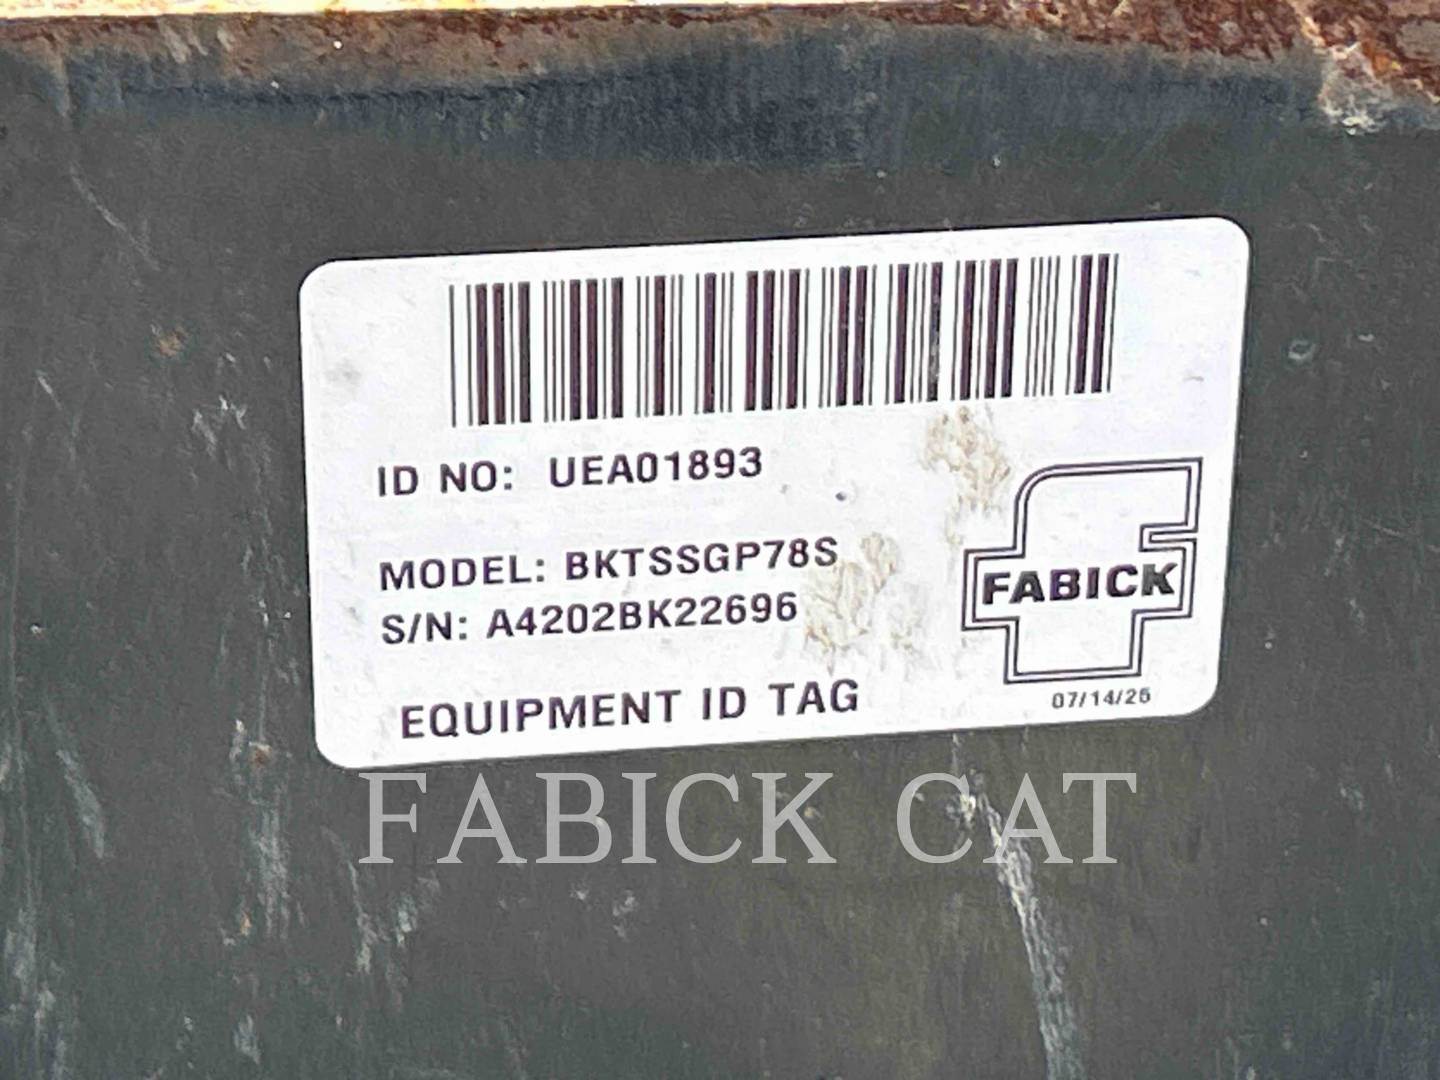 ID NO: UEA01893
MODEL: BKTSSGP78S
S/N: A4202BK22696
FABICK
EQUIPMENT ID TAG
07/14/25
FABICK CAT